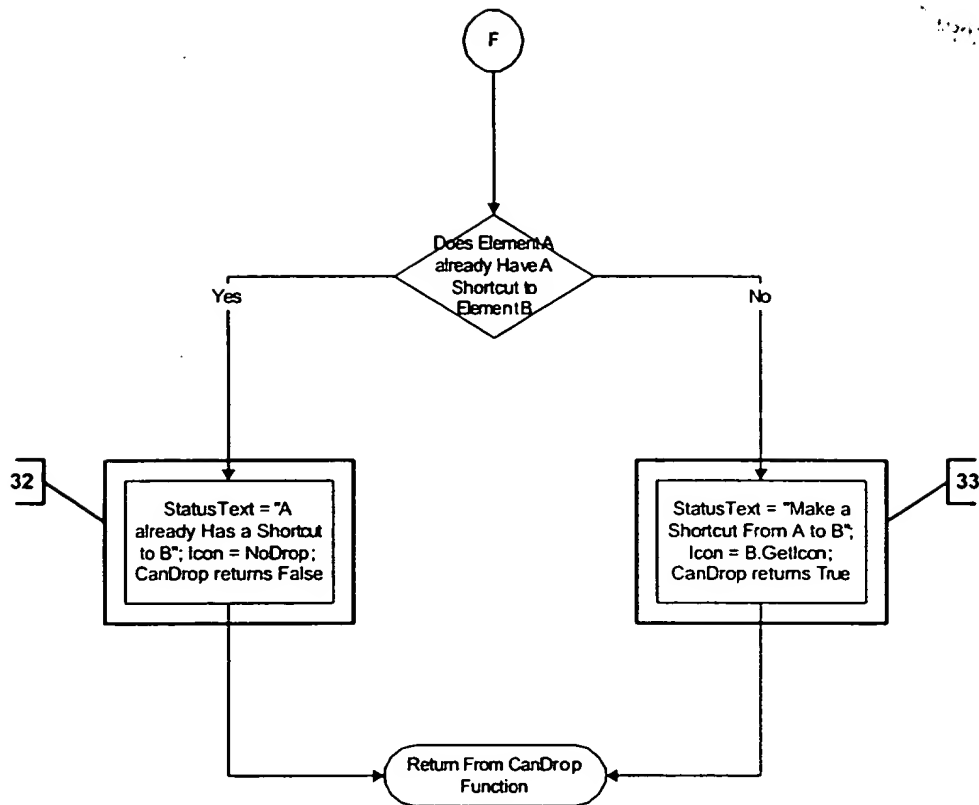 F
Does Element A
already Have A
Shortcut to
Element B
Yes
No
32
StatusText = "A
already Has a Shortcut
to B"; Icon = NoDrop;
CanDrop returns False
33
StatusText = "Make a
Shortcut From A to B";
Icon = B.GetIcon;
CanDrop returns True
Return From CanDrop
Function